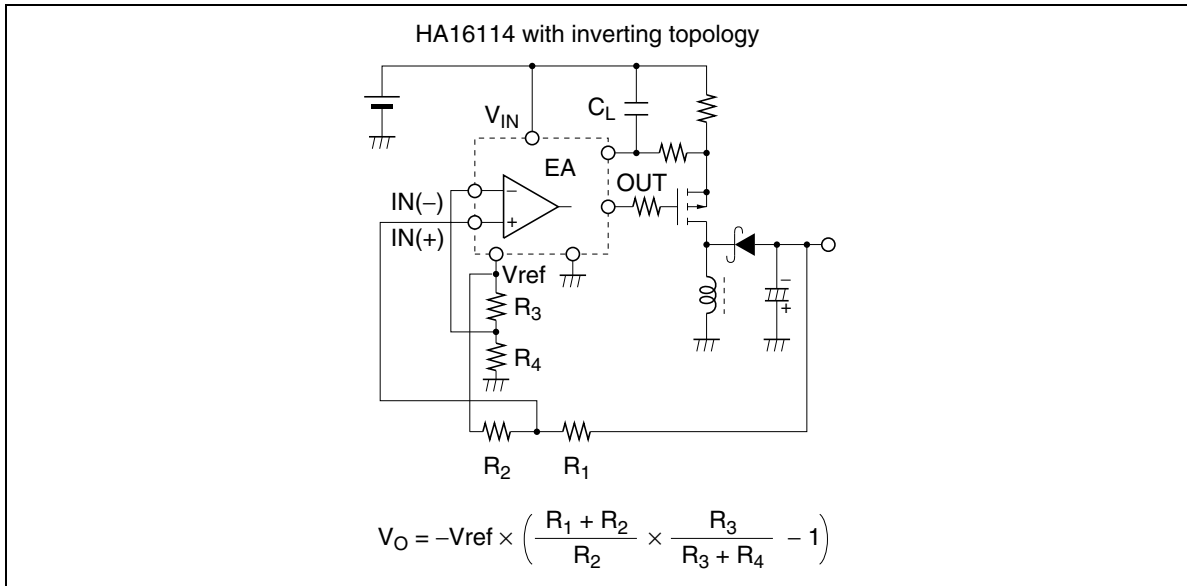 HA16114 with inverting topology
V_IN
C_L
EA
OUT
IN(−)
−
IN(+)
+
Vref
R_3
R_4
−
+
R_2
R_1
V_O = −Vref × ( (R_1 + R_2) / R_2 × R_3 / (R_3 + R_4) − 1 )